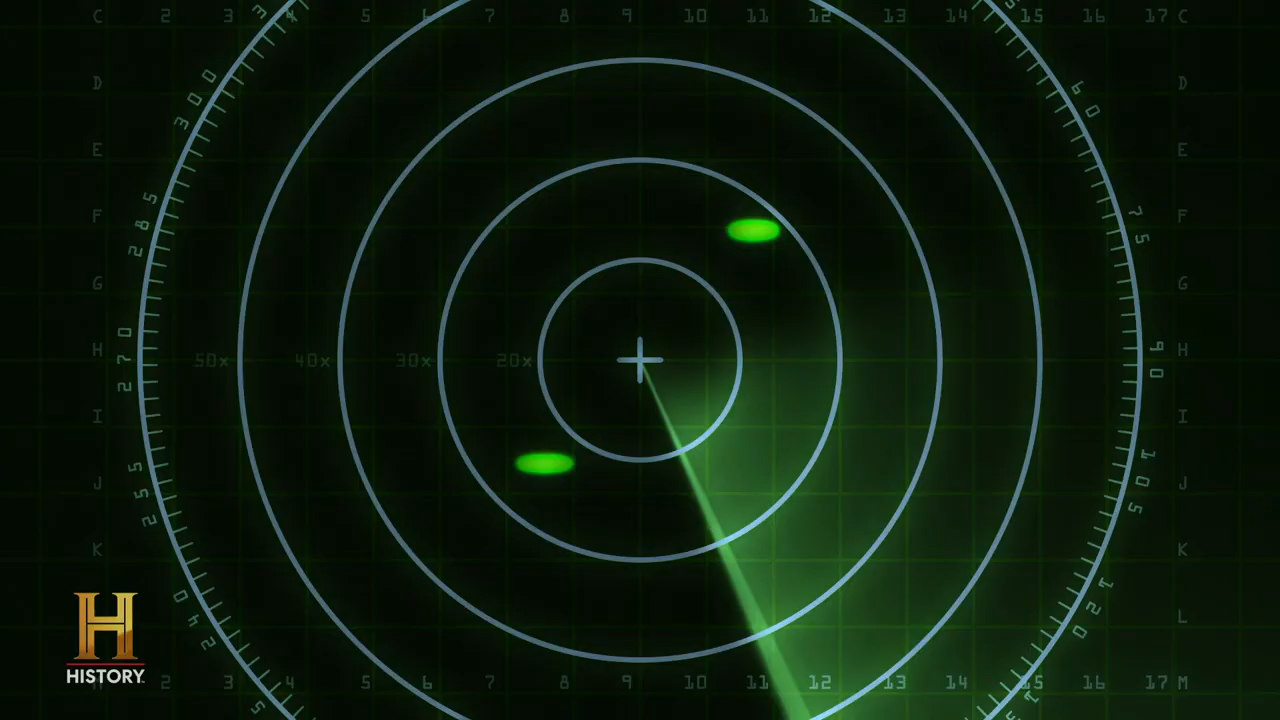 C 2 3 4 5 6 7 8 9 10 11 12 13 14 15 16 17 C
D D
300 60
E E
285 75
F F
G G
H H
270 50x 40x 30x 20x 90
I I
255 105
J J
K K
240 120
L
HISTORY
2 3 4 5 6 7 8 9 10 11 12 13 14 15 16 17 M